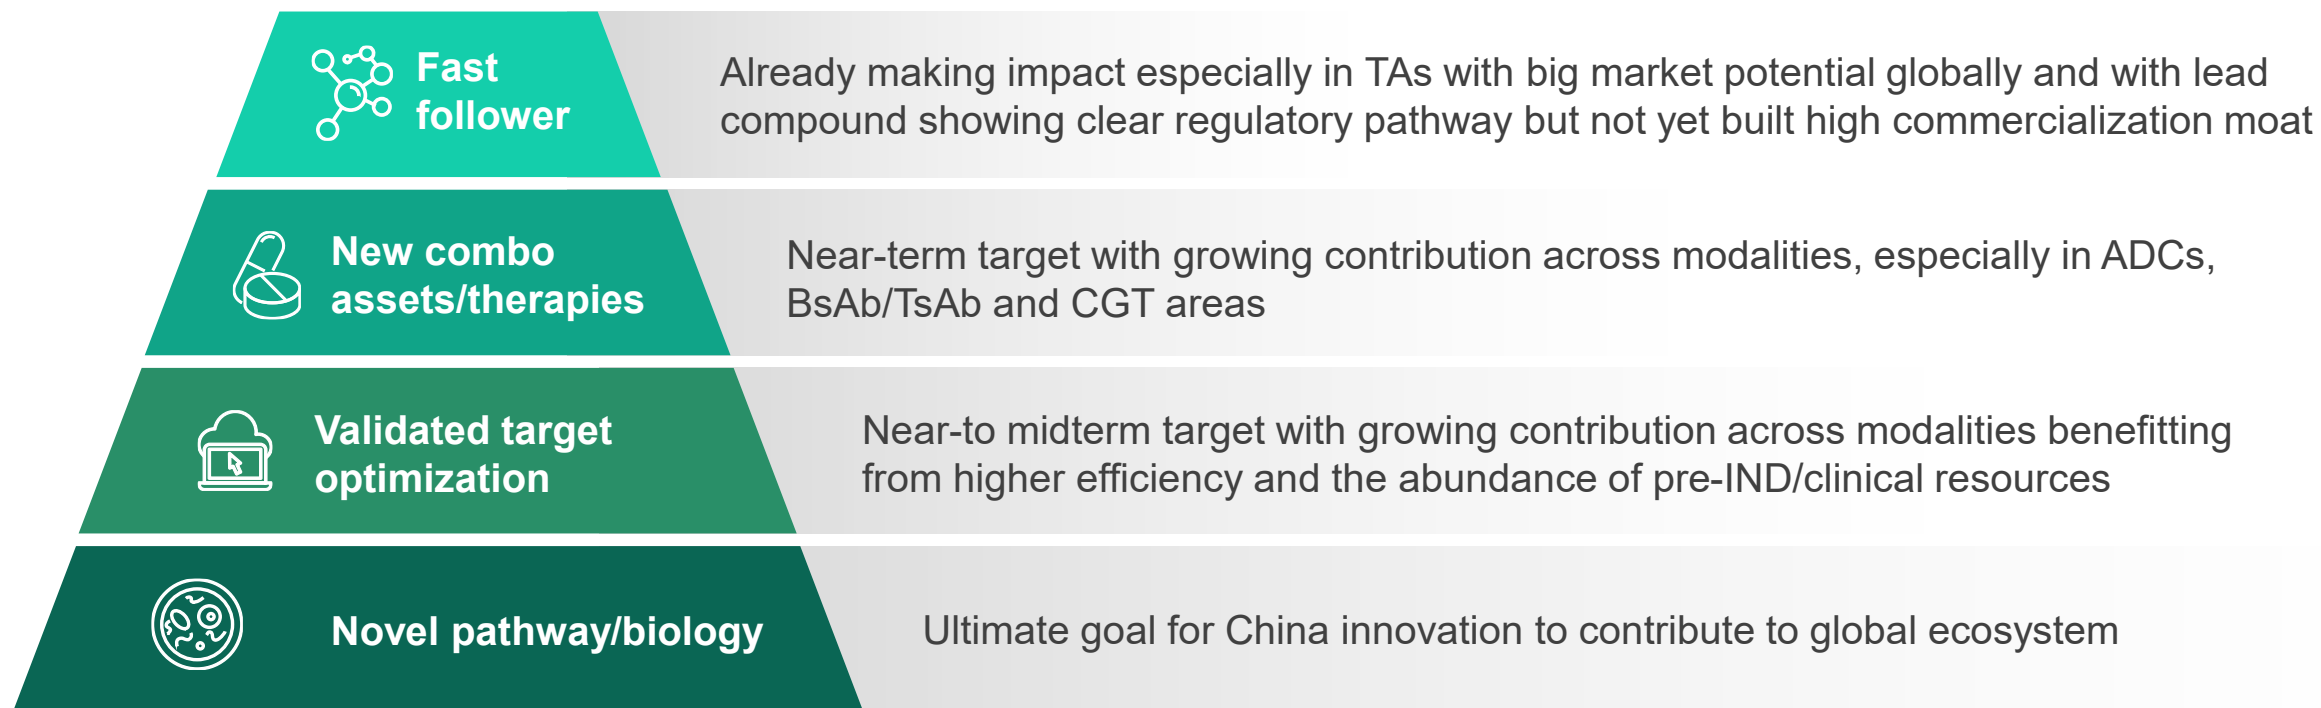 Fast
follower
Already making impact especially in TAs with big market potential globally and with lead
compound showing clear regulatory pathway but not yet built high commercialization moat
New combo
assets/therapies
Near-term target with growing contribution across modalities, especially in ADCs,
BsAb/TsAb and CGT areas
Validated target
optimization
Near-to midterm target with growing contribution across modalities benefitting
from higher efficiency and the abundance of pre-IND/clinical resources
Novel pathway/biology
Ultimate goal for China innovation to contribute to global ecosystem